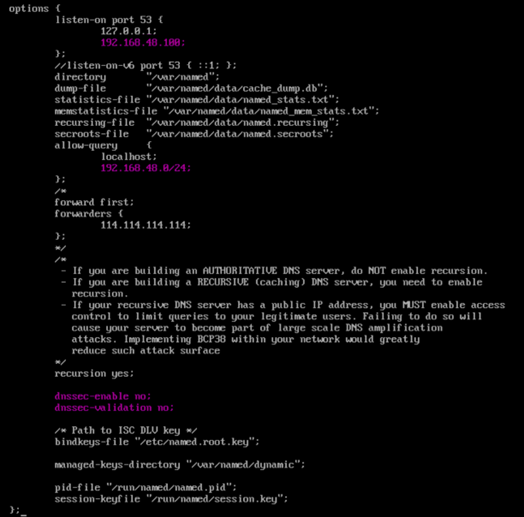 options {
listen-on port 53 {
127.0.0.1;
192.168.48.100;
};
//listen-on-v6 port 53 { ::1; };
directory "/var/named";
dump-file "/var/named/data/cache_dump.db";
statistics-file "/var/named/data/named_stats.txt";
memstatistics-file "/var/named/data/named_mem_stats.txt";
recursing-file "/var/named/data/named.recursing";
secroots-file "/var/named/data/named.secroots";
allow-query {
localhost;
192.168.48.0/24;
};
/*
forward first;
forwarders {
114.114.114.114;
};
*/
/*
- If you are building an AUTHORITATIVE DNS server, do NOT enable recursion.
- If you are building a RECURSIVE (caching) DNS server, you need to enable
recursion.
- If your recursive DNS server has a public IP address, you MUST enable access
control to limit queries to your legitimate users. Failing to do so will
cause your server to become part of large scale DNS amplification
attacks. Implementing BCP38 within your network would greatly
reduce such attack surface
*/
recursion yes;
dnssec-enable no;
dnssec-validation no;
/* Path to ISC DLV key */
bindkeys-file "/etc/named.root.key";
managed-keys-directory "/var/named/dynamic";
pid-file "/run/named/named.pid";
session-keyfile "/run/named/session.key";
};